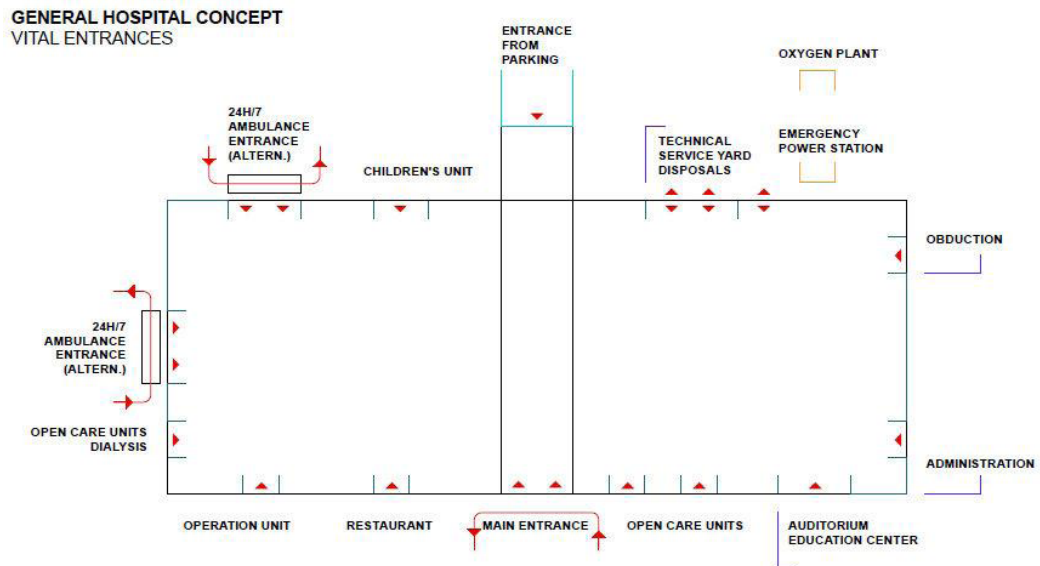 GENERAL HOSPITAL CONCEPT
VITAL ENTRANCES
ENTRANCE
FROM
PARKING
OXYGEN PLANT
24H/7
AMBULANCE
ENTRANCE
(ALTERN.)
CHILDREN'S UNIT
TECHNICAL
SERVICE YARD
DISPOSALS
EMERGENCY
POWER STATION
OBDUCTION
24H/7
AMBULANCE
ENTRANCE
(ALTERN.)
OPEN CARE UNITS
DIALYSIS
ADMINISTRATION
OPERATION UNIT
RESTAURANT
MAIN ENTRANCE
OPEN CARE UNITS
AUDITORIUM
EDUCATION CENTER